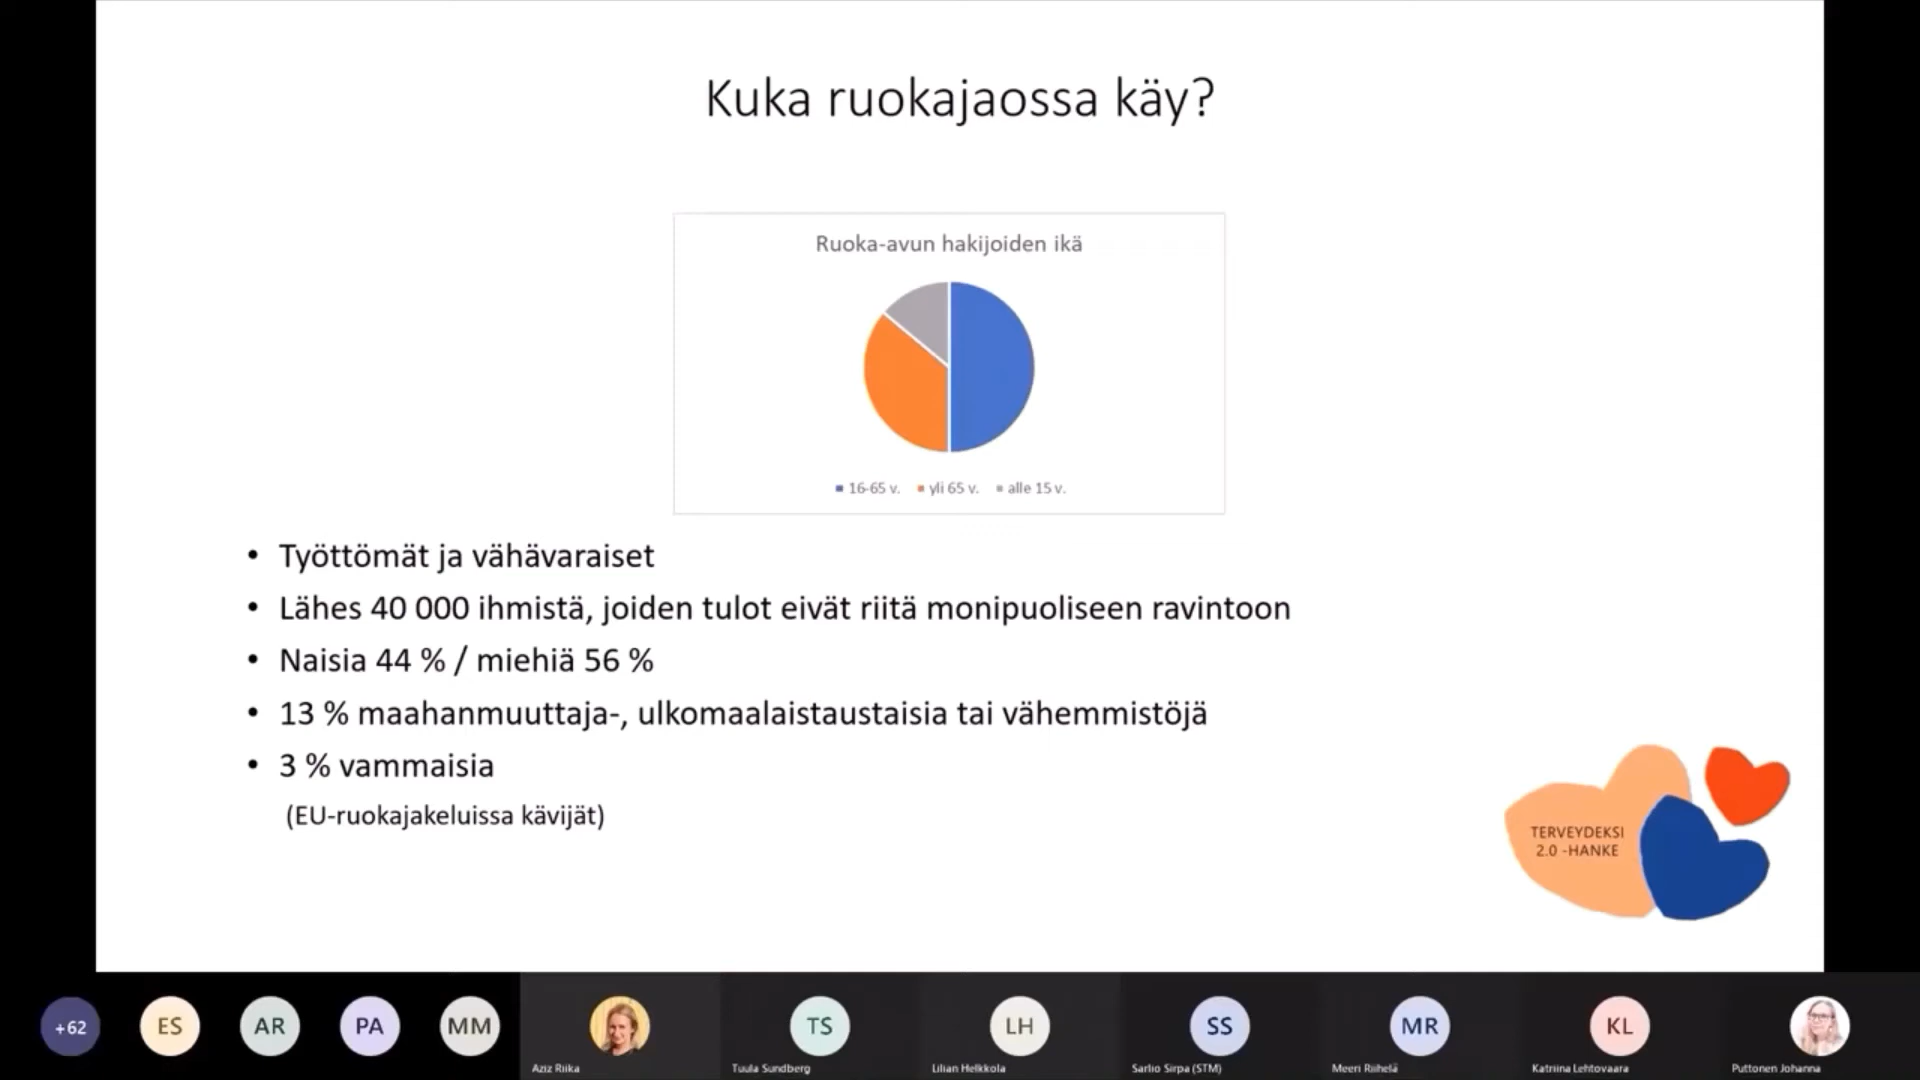 Kuka ruokajaossa käy?
Ruoka-avun hakijoiden ikä
16-65 v. yli 65 v. alle 15 v.
• Työttömät ja vähävaraiset
• Lähes 40 000 ihmistä, joiden tulot eivät riitä monipuoliseen ravintoon
• Naisia 44 % / miehiä 56 %
• 13 % maahanmuuttaja-, ulkomaalaistaustaisia tai vähemmistöjä
• 3 % vammaisia
(EU-ruokajakeluissa kävijät)
TERVEYDEKSI
2.0 -HANKE
+62 ES AR PA MM TS LH SS MR KL
Aziz Riika Tuula Sundberg Lilian Helkkola Sarlio Sirpa (STM) Meeri Riihelä Katriina Lehtovaara Puttonen Johanna